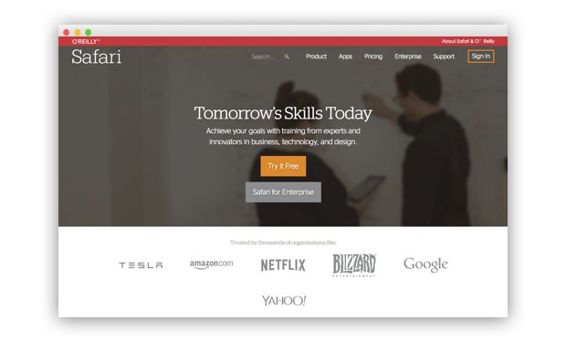 O'REILLY™
About Safari & O' Reilly
Safari
Search...
Product
Apps
Pricing
Enterprise
Support
Sign In
Tomorrow's Skills Today
Achieve your goals with training from experts and
innovators in business, technology, and design.
Try it Free
Safari for Enterprise
Trusted by thousands of organizations like:
TESLA
amazon.com
NETFLIX
BLIZZARD
ENTERTAINMENT
Google
YAHOO!